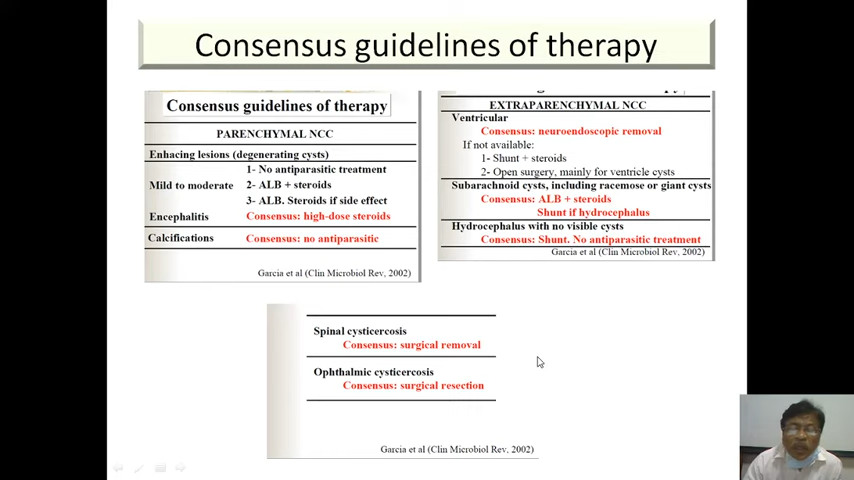 Consensus guidelines of therapy
Consensus guidelines of therapy
PARENCHYMAL NCC
Enhacing lesions (degenerating cysts)
1- No antiparasitic treatment
Mild to moderate 2- ALB + steroids
3- ALB. Steroids if side effect
Encephalitis Consensus: high-dose steroids
Calcifications Consensus: no antiparasitic
Garcia et al (Clin Microbiol Rev, 2002)
EXTRAPARENCHYMAL NCC
Ventricular
Consensus: neuroendoscopic removal
If not available:
1- Shunt + steroids
2- Open surgery, mainly for ventricle cysts
Subarachnoid cysts, including racemose or giant cysts
Consensus: ALB + steroids
Shunt if hydrocephalus
Hydrocephalus with no visible cysts
Consensus: Shunt. No antiparasitic treatment
Garcia et al (Clin Microbiol Rev, 2002)
Spinal cysticercosis
Consensus: surgical removal
Ophthalmic cysticercosis
Consensus: surgical resection
Garcia et al (Clin Microbiol Rev, 2002)